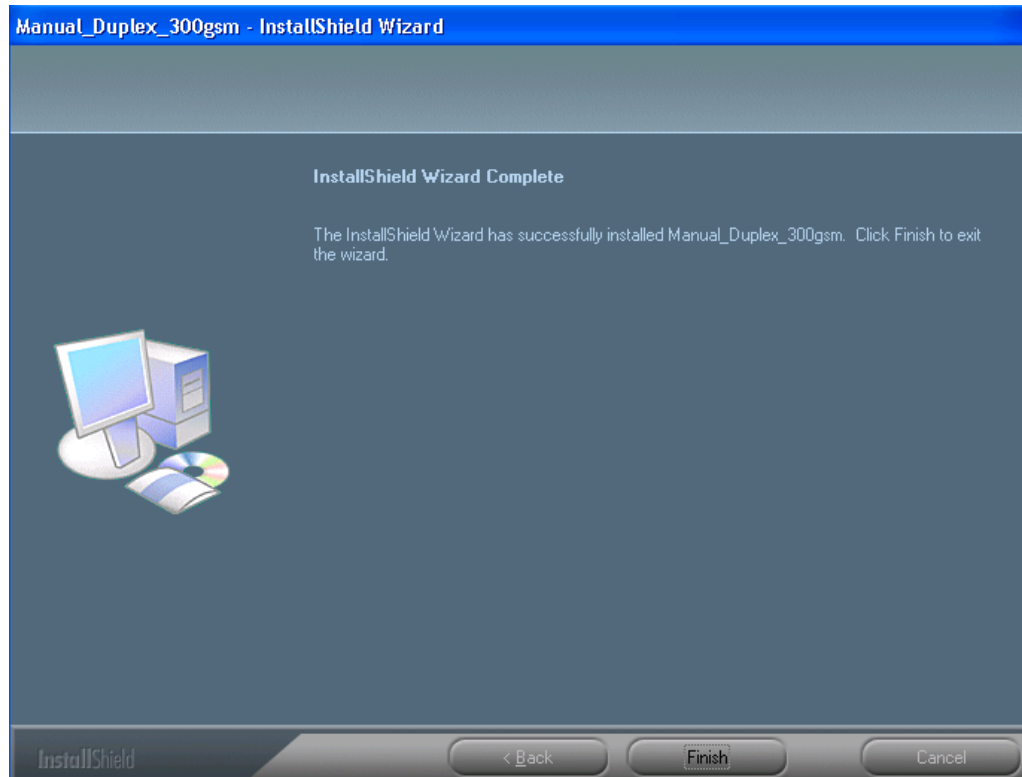 Manual_Duplex_300gsm - InstallShield Wizard
InstallShield Wizard Complete
The InstallShield Wizard has successfully installed Manual_Duplex_300gsm. Click Finish to exit
the wizard.
InstallShield
< Back
Finish
Cancel